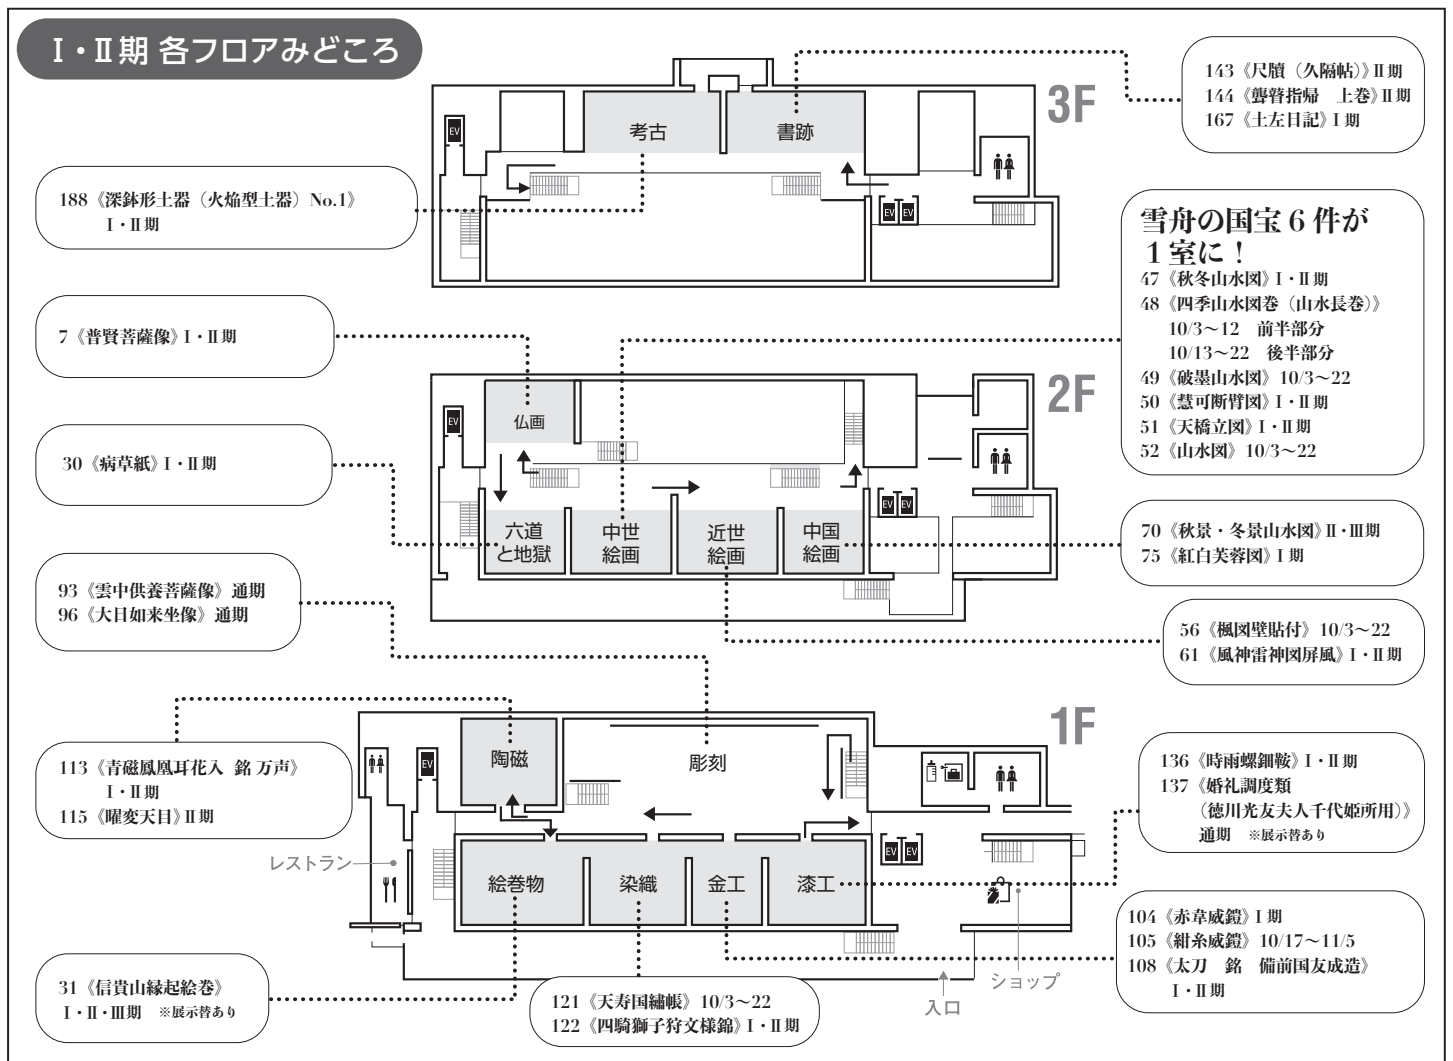 Ⅰ・Ⅱ期 各フロアみどころ
3F
考古
書跡
EV
EV
EV
143《尺牘（久隔帖）》Ⅱ期
144《聾瞽指帰　上巻》Ⅱ期
167《土左日記》Ⅰ期
188《深鉢形土器（火焔型土器）No.1》
Ⅰ・Ⅱ期
雪舟の国宝6件が
1室に！
47《秋冬山水図》Ⅰ・Ⅱ期
48《四季山水図巻（山水長巻）》
10/3～12　前半部分
10/13～22　後半部分
49《破墨山水図》10/3～22
50《慧可断臂図》Ⅰ・Ⅱ期
51《天橋立図》Ⅰ・Ⅱ期
52《山水図》10/3～22
7《普賢菩薩像》Ⅰ・Ⅱ期
2F
EV
仏画
30《病草紙》Ⅰ・Ⅱ期
EV
EV
六道
と地獄
中世
絵画
近世
絵画
中国
絵画
70《秋景・冬景山水図》Ⅱ・Ⅲ期
75《紅白芙蓉図》Ⅰ期
93《雲中供養菩薩像》通期
96《大日如来坐像》通期
56《楓図壁貼付》10/3～22
61《風神雷神図屏風》Ⅰ・Ⅱ期
1F
113《青磁鳳凰耳花入 銘 万声》
Ⅰ・Ⅱ期
115《曜変天目》Ⅱ期
EV
陶磁
彫刻
136《時雨螺鈿鞍》Ⅰ・Ⅱ期
137《婚礼調度類
（徳川光友夫人千代姫所用）》
通期　※展示替あり
レストラン
EV
EV
絵巻物
染織
金工
漆工
104《赤韋威鎧》Ⅰ期
105《紺糸威鎧》10/17～11/5
108《太刀　銘　備前国友成造》
Ⅰ・Ⅱ期
ショップ
入口
31《信貴山縁起絵巻》
Ⅰ・Ⅱ・Ⅲ期　※展示替あり
121《天寿国繡帳》10/3～22
122《四騎獅子狩文様錦》Ⅰ・Ⅱ期